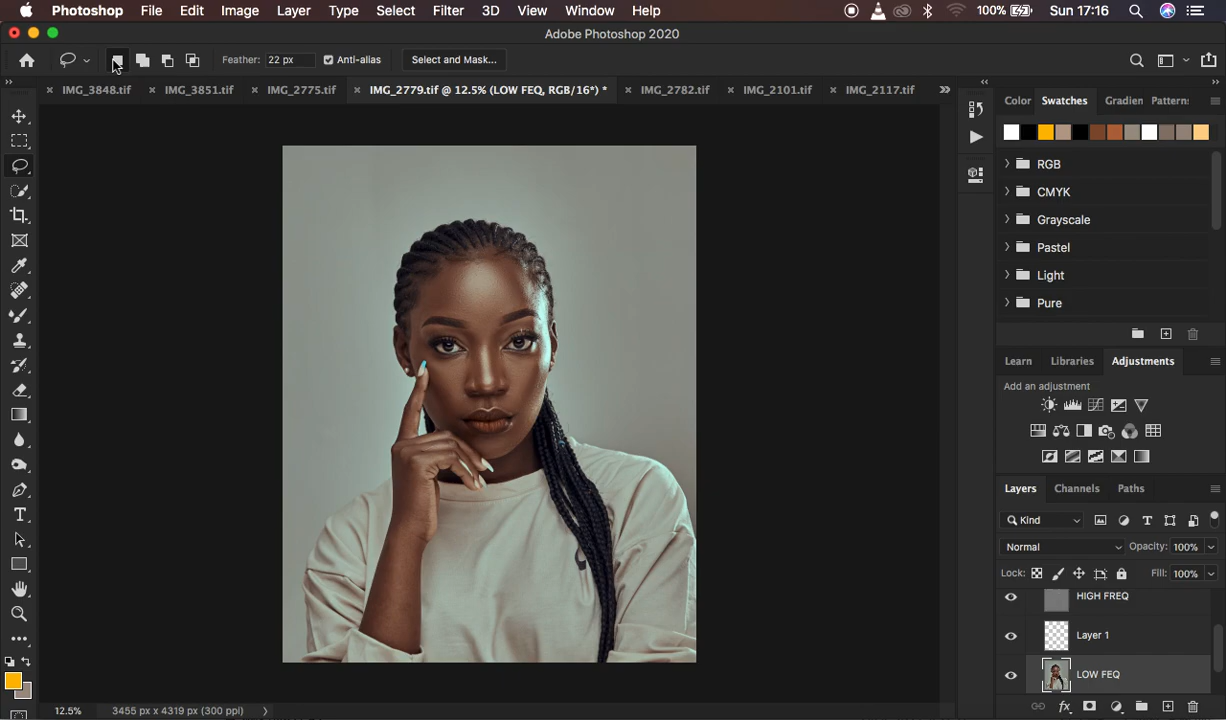 Photoshop File Edit Image Layer Type Select Filter 3D View Window Help 100% Sun 17:16
Adobe Photoshop 2020
Feather: 22 px Anti-alias Select and Mask...
IMG_3848.tif IMG_3851.tif IMG_2775.tif IMG_2779.tif @ 12.5% (LOW FEQ, RGB/16*) * IMG_2782.tif IMG_2101.tif IMG_2117.tif
Color Swatches Gradien Patterns
RGB
CMYK
Grayscale
Pastel
Light
Pure
Learn Libraries Adjustments
Add an adjustment
Layers Channels Paths
Kind
Normal Opacity: 100%
Lock: Fill: 100%
HIGH FREQ
Layer 1
LOW FEQ
12.5% 3455 px x 4319 px (300 ppi)